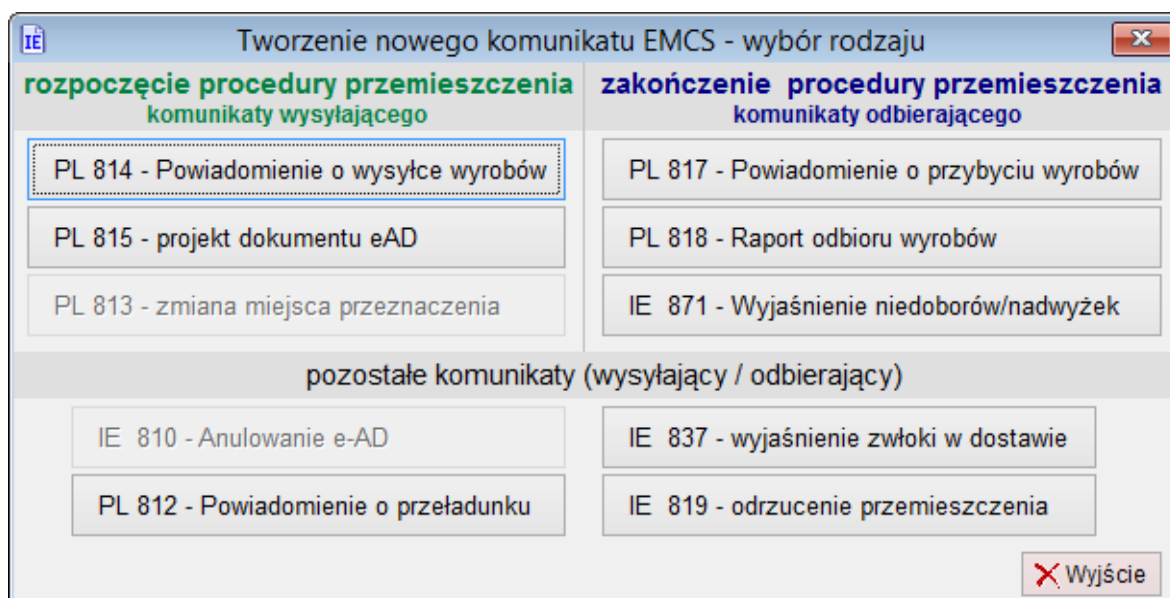 IE
Tworzenie nowego komunikatu EMCS - wybór rodzaju
rozpoczęcie procedury przemieszczenia
komunikaty wysyłającego
zakończenie procedury przemieszczenia
komunikaty odbierającego
PL 814 - Powiadomienie o wysyłce wyrobów
PL 815 - projekt dokumentu eAD
PL 813 - zmiana miejsca przeznaczenia
PL 817 - Powiadomienie o przybyciu wyrobów
PL 818 - Raport odbioru wyrobów
IE 871 - Wyjaśnienie niedoborów/nadwyżek
pozostałe komunikaty (wysyłający / odbierający)
IE 810 - Anulowanie e-AD
PL 812 - Powiadomienie o przeładunku
IE 837 - wyjaśnienie zwłoki w dostawie
IE 819 - odrzucenie przemieszczenia
Wyjście